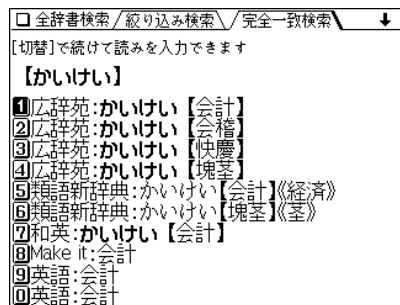 全辞書検索 絞り込み検索 完全一致検索 ↓
[切替]で続けて読みを入力できます
【かいけい】
1広辞苑:かいけい【会計】
2広辞苑:かいけい【会稽】
3広辞苑:かいけい【快慶】
4広辞苑:かいけい【塊茎】
5類語新辞典:かいけい【会計】《経済》
6類語新辞典:かいけい【塊茎】《茎》
7和英:かいけい【会計】
8Make it:会計
9英語:会計
0英語:会計